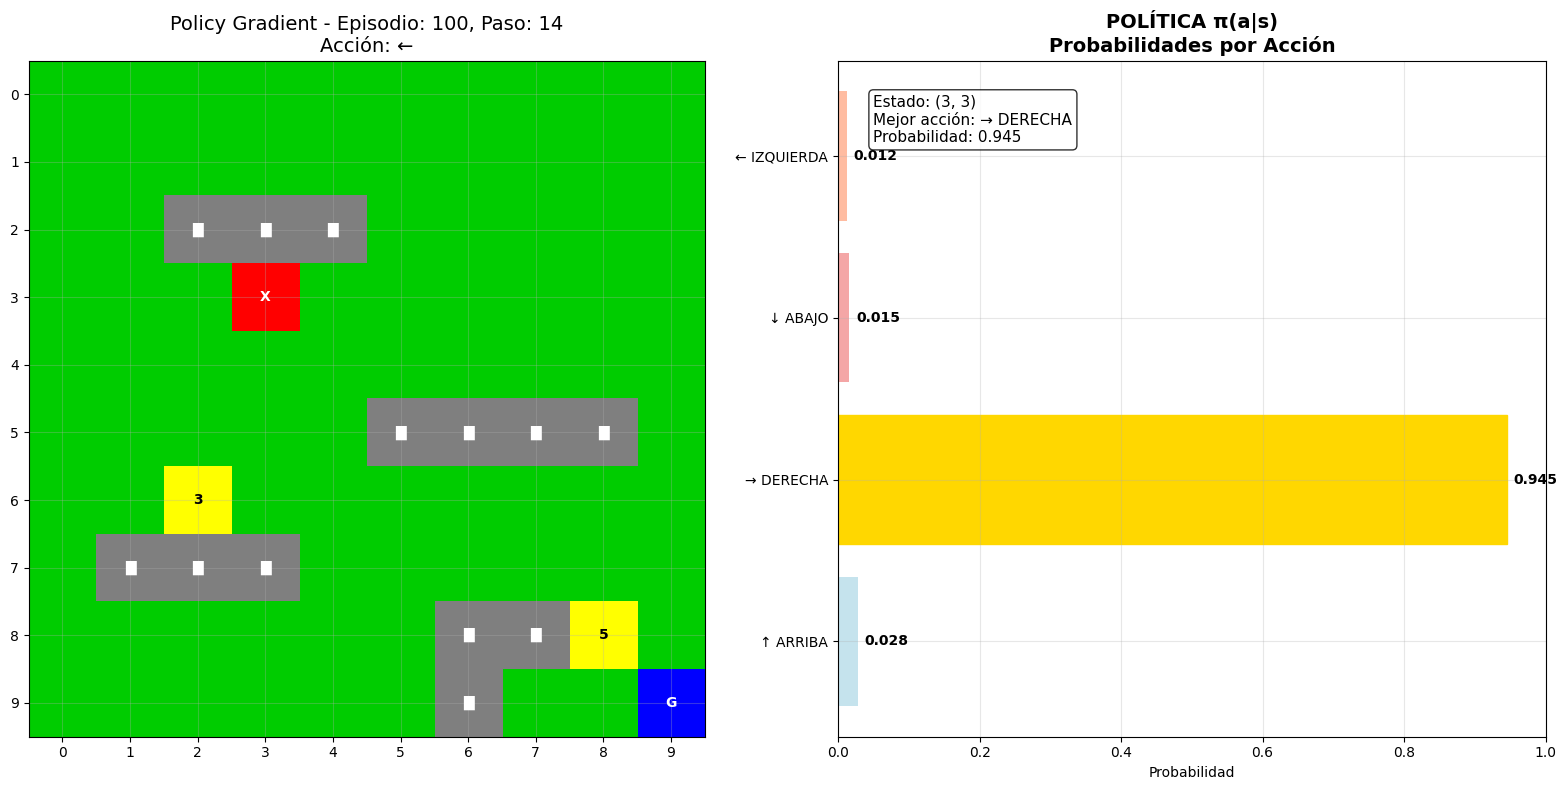 Policy Gradient - Episodio: 100, Paso: 14
Acción: ←
0
1
2
3
X
4
5
6
3
7
8
5
9
G
0 1 2 3 4 5 6 7 8 9
POLÍTICA π(a|s)
Probabilidades por Acción
Estado: (3, 3)
Mejor acción: → DERECHA
Probabilidad: 0.945
← IZQUIERDA 0.012
↓ ABAJO 0.015
→ DERECHA 0.945
↑ ARRIBA 0.028
0.0 0.2 0.4 0.6 0.8 1.0
Probabilidad